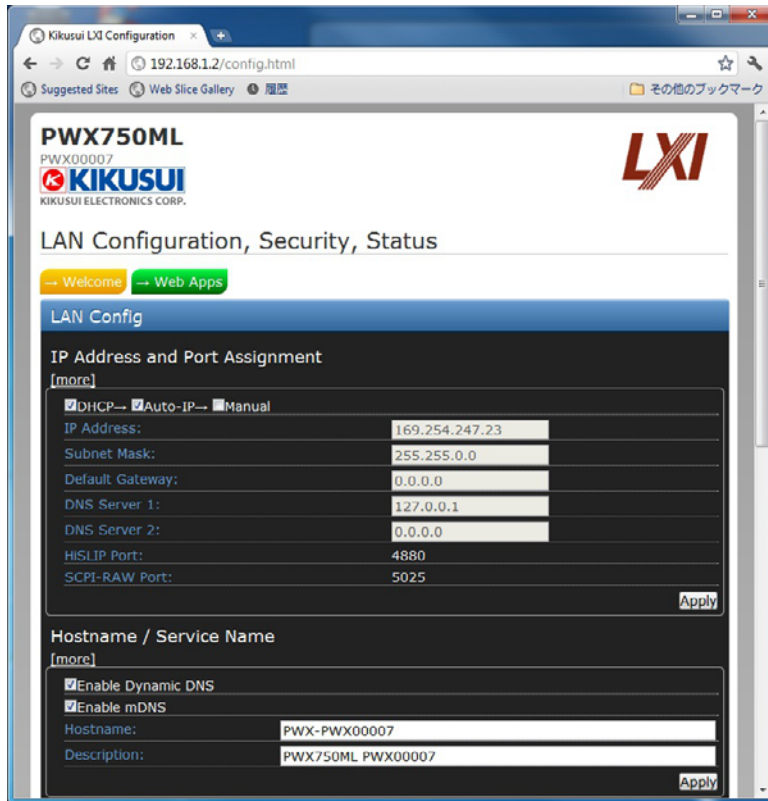 Kikusui LXI Configuration
192.168.1.2/config.html
Suggested Sites Web Slice Gallery 履歴 その他のブックマーク
PWX750ML
PWX00007
KIKUSUI
KIKUSUI ELECTRONICS CORP.
LXI
LAN Configuration, Security, Status
→ Welcome → Web Apps
LAN Config
IP Address and Port Assignment
[more]
DHCP→ Auto-IP→ Manual
IP Address: 169.254.247.23
Subnet Mask: 255.255.0.0
Default Gateway: 0.0.0.0
DNS Server 1: 127.0.0.1
DNS Server 2: 0.0.0.0
HiSLIP Port: 4880
SCPI-RAW Port: 5025
Apply
Hostname / Service Name
[more]
Enable Dynamic DNS
Enable mDNS
Hostname: PWX-PWX00007
Description: PWX750ML PWX00007
Apply